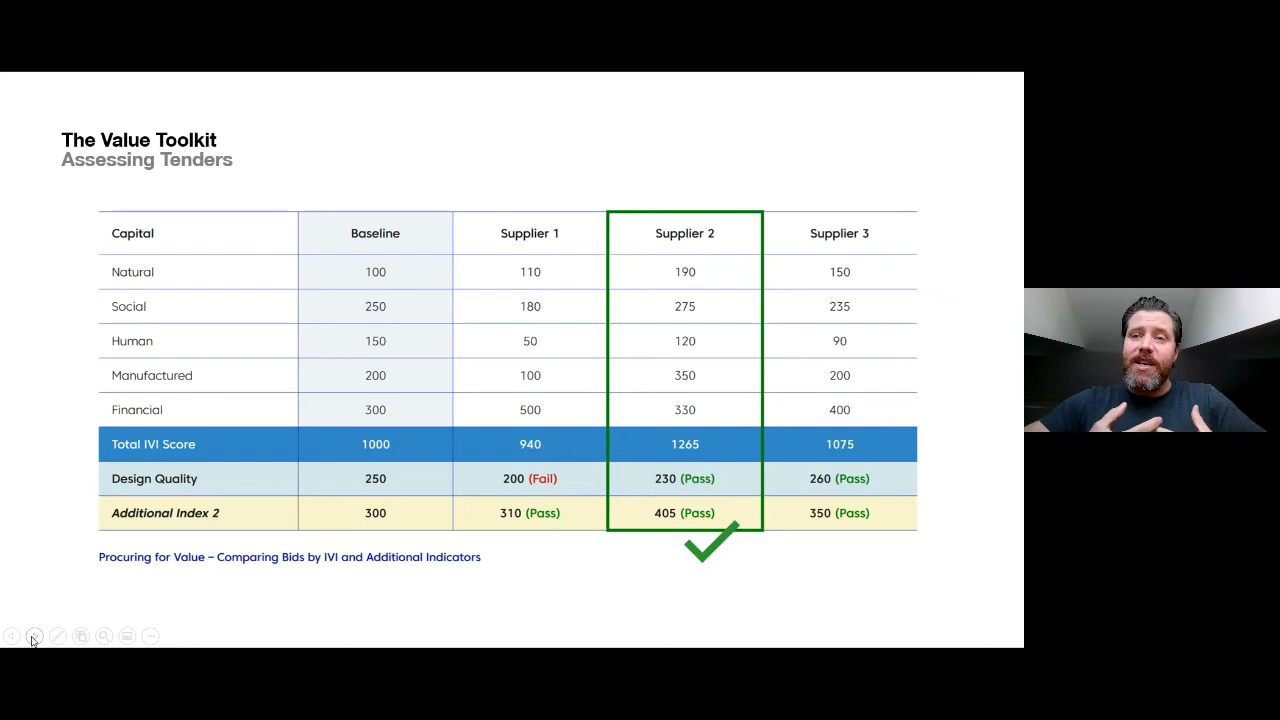 The Value Toolkit
Assessing Tenders
Capital Baseline Supplier 1 Supplier 2 Supplier 3
Natural 100 110 190 150
Social 250 180 275 235
Human 150 50 120 90
Manufactured 200 100 350 200
Financial 300 500 330 400
Total IVI Score 1000 940 1265 1075
Design Quality 250 200 (Fail) 230 (Pass) 260 (Pass)
Additional Index 2 300 310 (Pass) 405 (Pass) 350 (Pass)
Procuring for Value – Comparing Bids by IVI and Additional Indicators